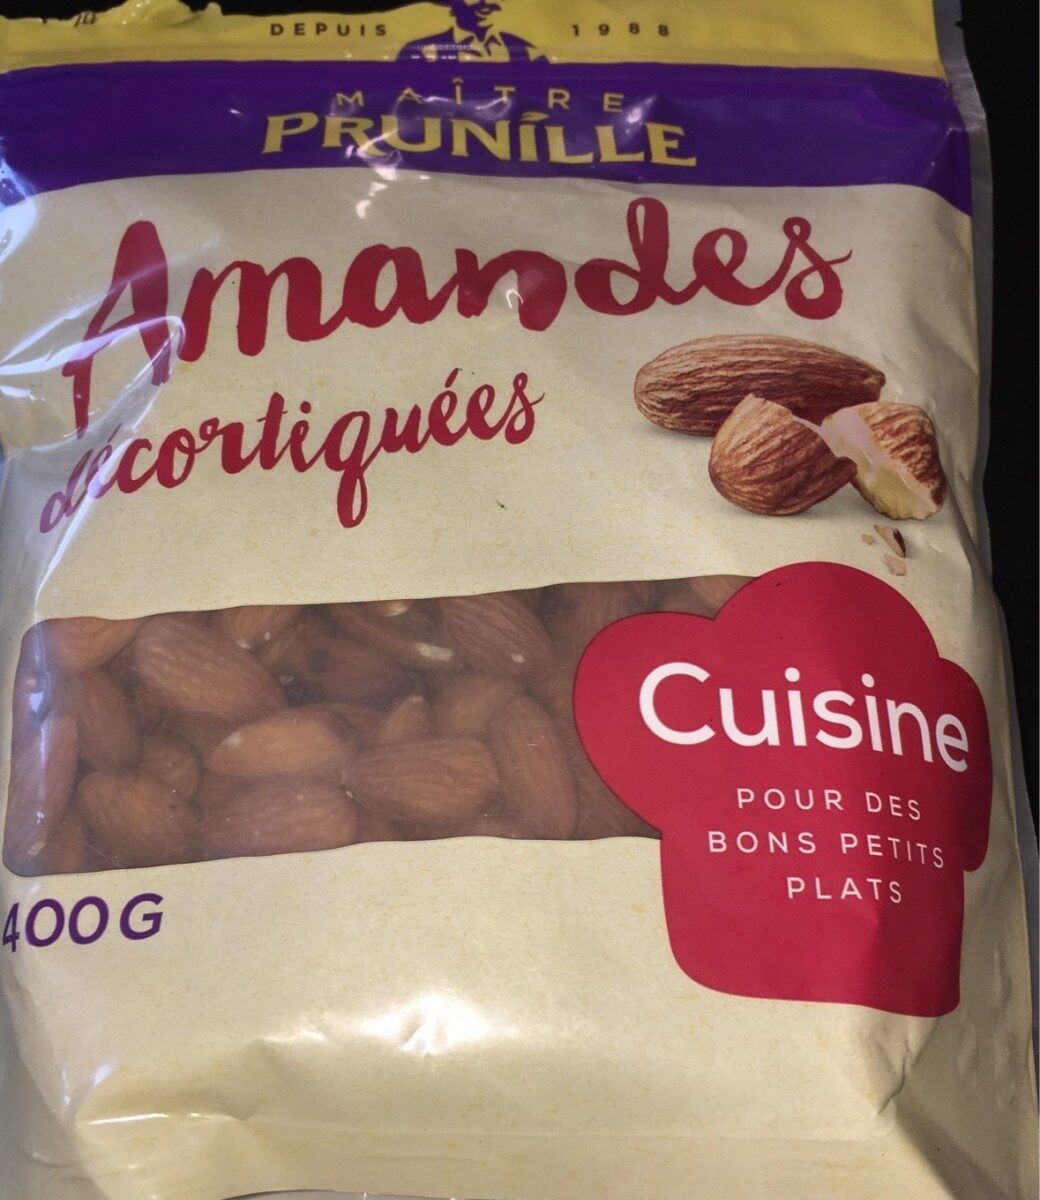 DEPUIS 1988
MAÎTRE
PRUNILLE
Amandes
décortiquées
Cuisine
POUR DES
BONS PETITS
PLATS
400G